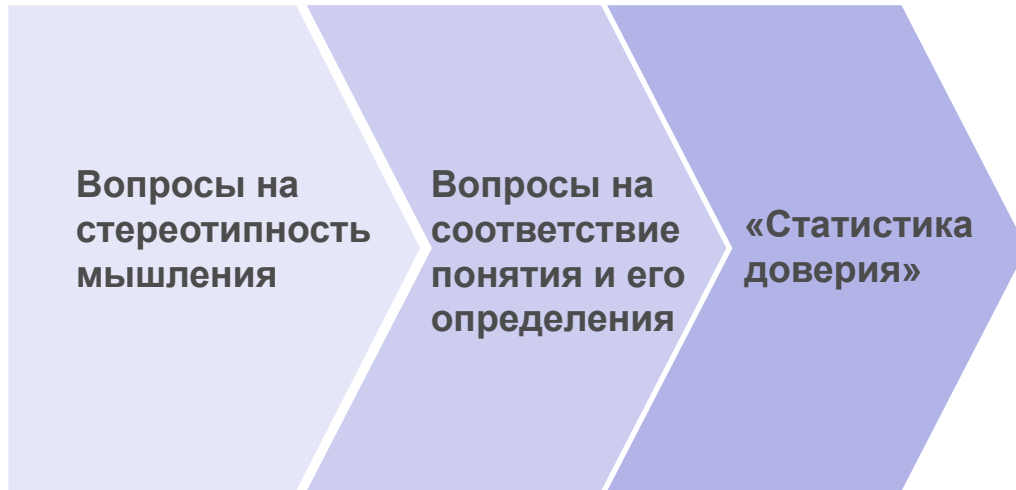 Вопросы на
стереотипность
мышления
Вопросы на
соответствие
понятия и его
определения
«Статистика
доверия»